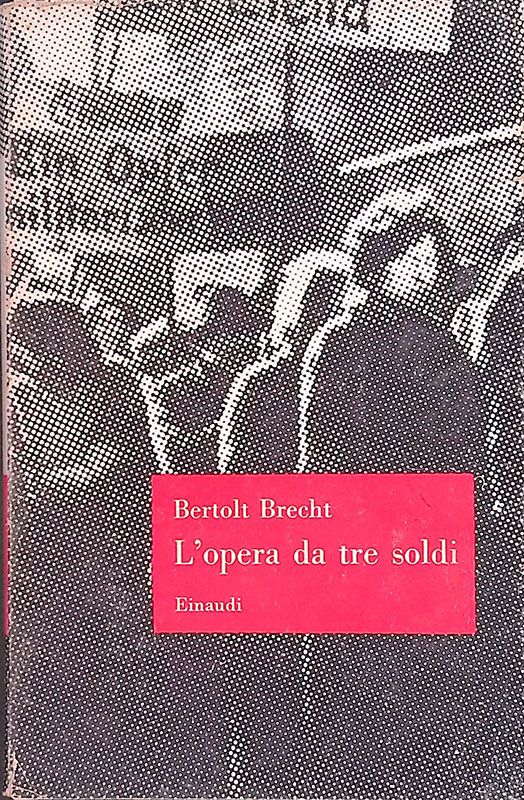 Bertolt Brecht
L'opera da tre soldi
Einaudi